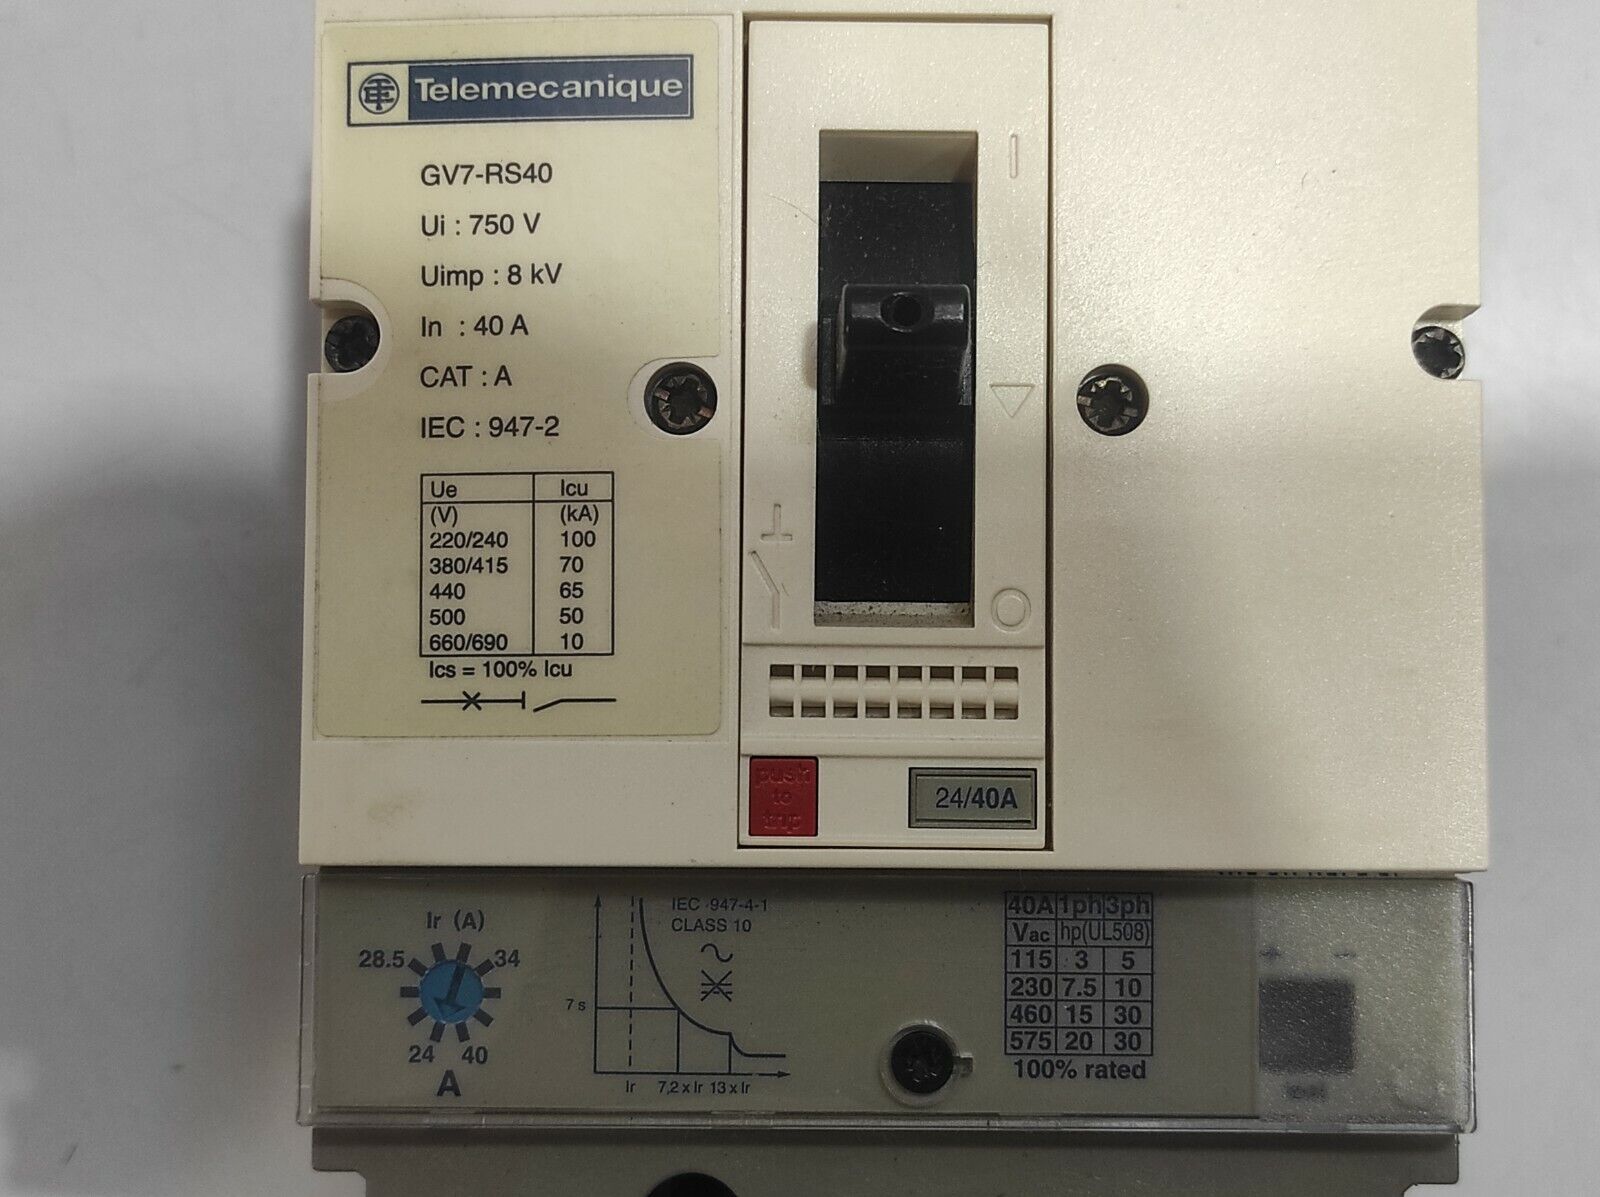 Telemecanique
GV7-RS40
Ui : 750 V
Uimp : 8 kV
In : 40 A
CAT : A
IEC : 947-2
Ue Icu
(V) (kA)
220/240 100
380/415 70
440 65
500 50
660/690 10
Ics = 100% Icu
I
O
push
to
trip
24/40A
Ir (A)
28.5 34
24 40
A
IEC 947-4-1
CLASS 10
7 s
Ir 7,2 x Ir 13 x Ir
40A 1ph 3ph
Vac hp(UL508)
115 3 5
230 7.5 10
460 15 30
575 20 30
100% rated